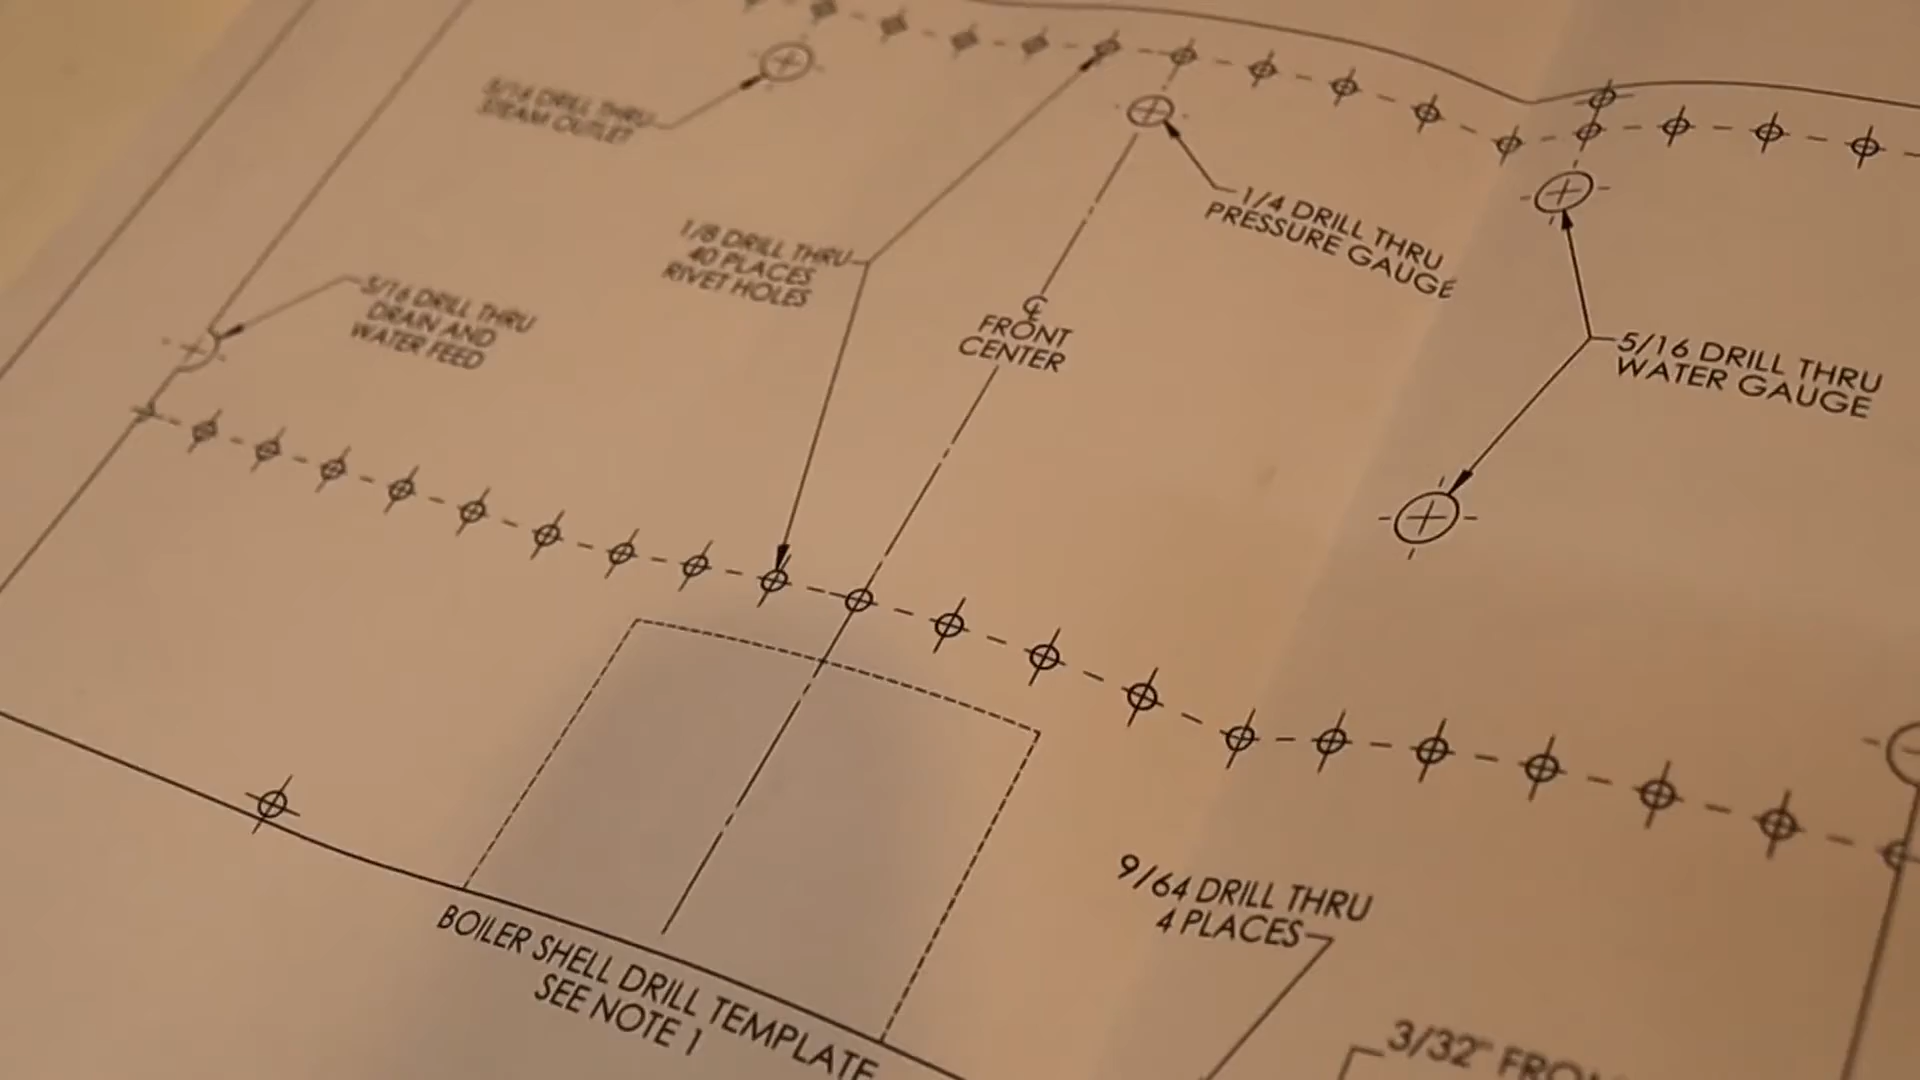 5/16 DRILL THRU
STEAM OUTLET
1/8 DRILL THRU
40 PLACES
RIVET HOLES
1/4 DRILL THRU
PRESSURE GAUGE
5/16 DRILL THRU
DRAIN AND
WATER FEED
℄
FRONT
CENTER
5/16 DRILL THRU
WATER GAUGE
9/64 DRILL THRU
4 PLACES
BOILER SHELL DRILL TEMPLATE
SEE NOTE 1
3/32"